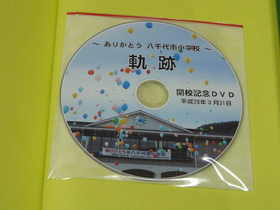 ～ ありがとう 八千代南小学校 ～
軌跡
閉校記念DVD
平成28年3月31日